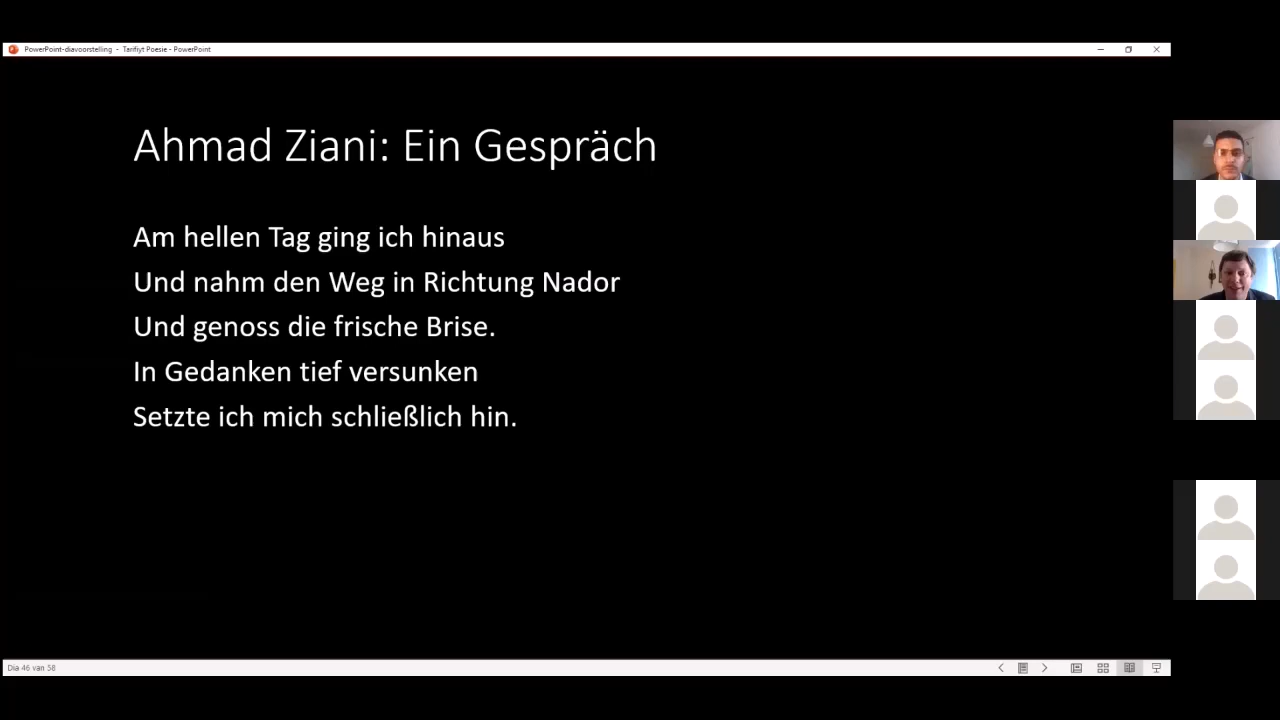 PowerPoint-diavoorstelling - Tarifiyt Poesie - PowerPoint
Ahmad Ziani: Ein Gespräch
Am hellen Tag ging ich hinaus
Und nahm den Weg in Richtung Nador
Und genoss die frische Brise.
In Gedanken tief versunken
Setzte ich mich schließlich hin.
Dia 46 van 58